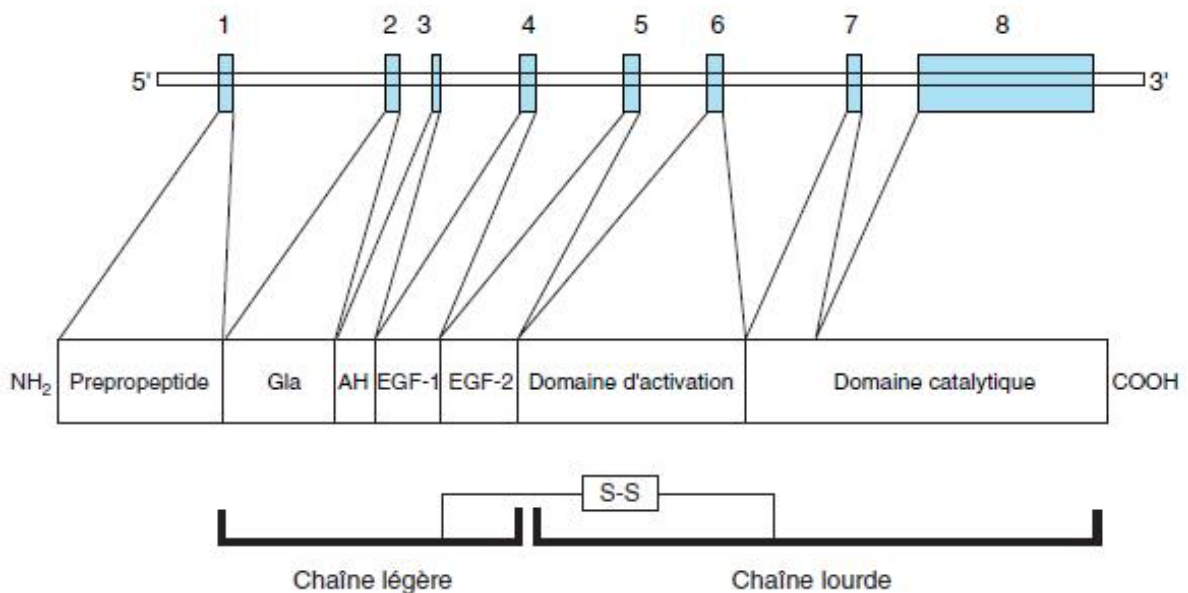 1 2 3 4 5 6 7 8
5' 3'
NH₂ Prepropeptide Gla AH EGF-1 EGF-2 Domaine d'activation Domaine catalytique COOH
S-S
Chaîne légère Chaîne lourde